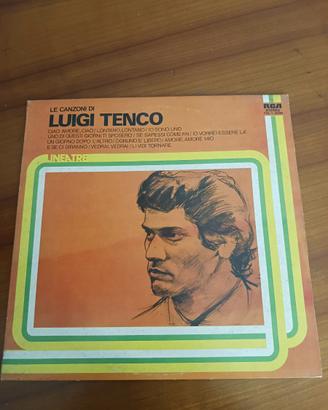 LE CANZONI DI
LUIGI TENCO
RCA
CIAO AMORE, CIAO / LONTANO, LONTANO / IO SONO UNO
UNO DI QUESTI GIORNI TI SPOSERO' / SE SAPESSI COME FAI / IO VORREI ESSERE LA'
UN GIORNO DOPO L'ALTRO / OGNUNO E' LIBERO / AMORE, AMORE MIO
E SE CI DIRANNO / VEDRAI, VEDRAI / LI VIDI TORNARE
LINEATRE